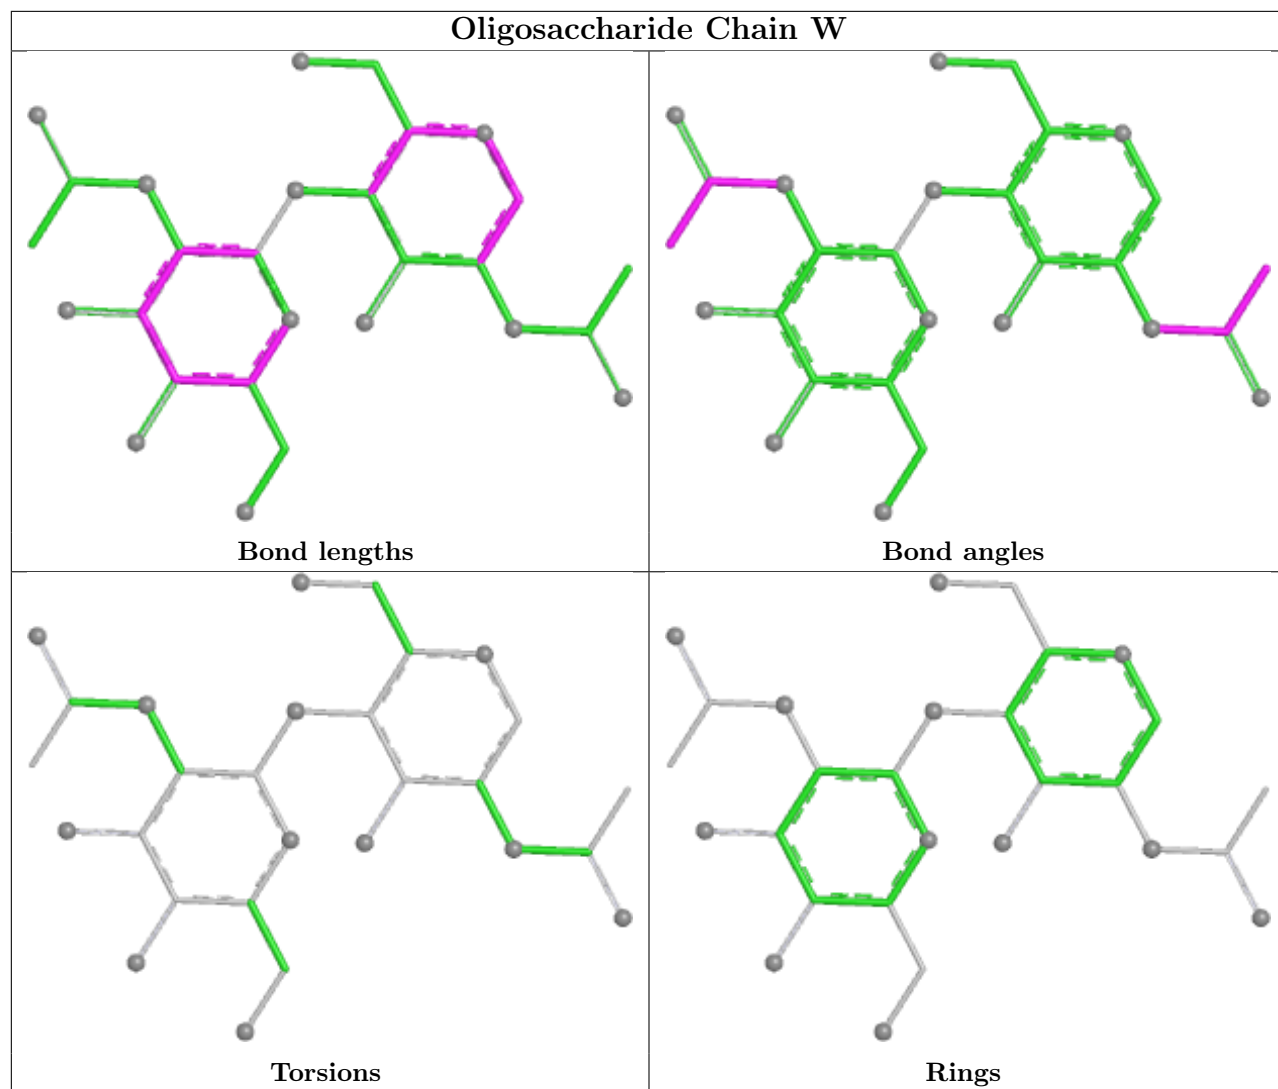 Oligosaccharide Chain W
Bond lengths
Bond angles
Torsions
Rings